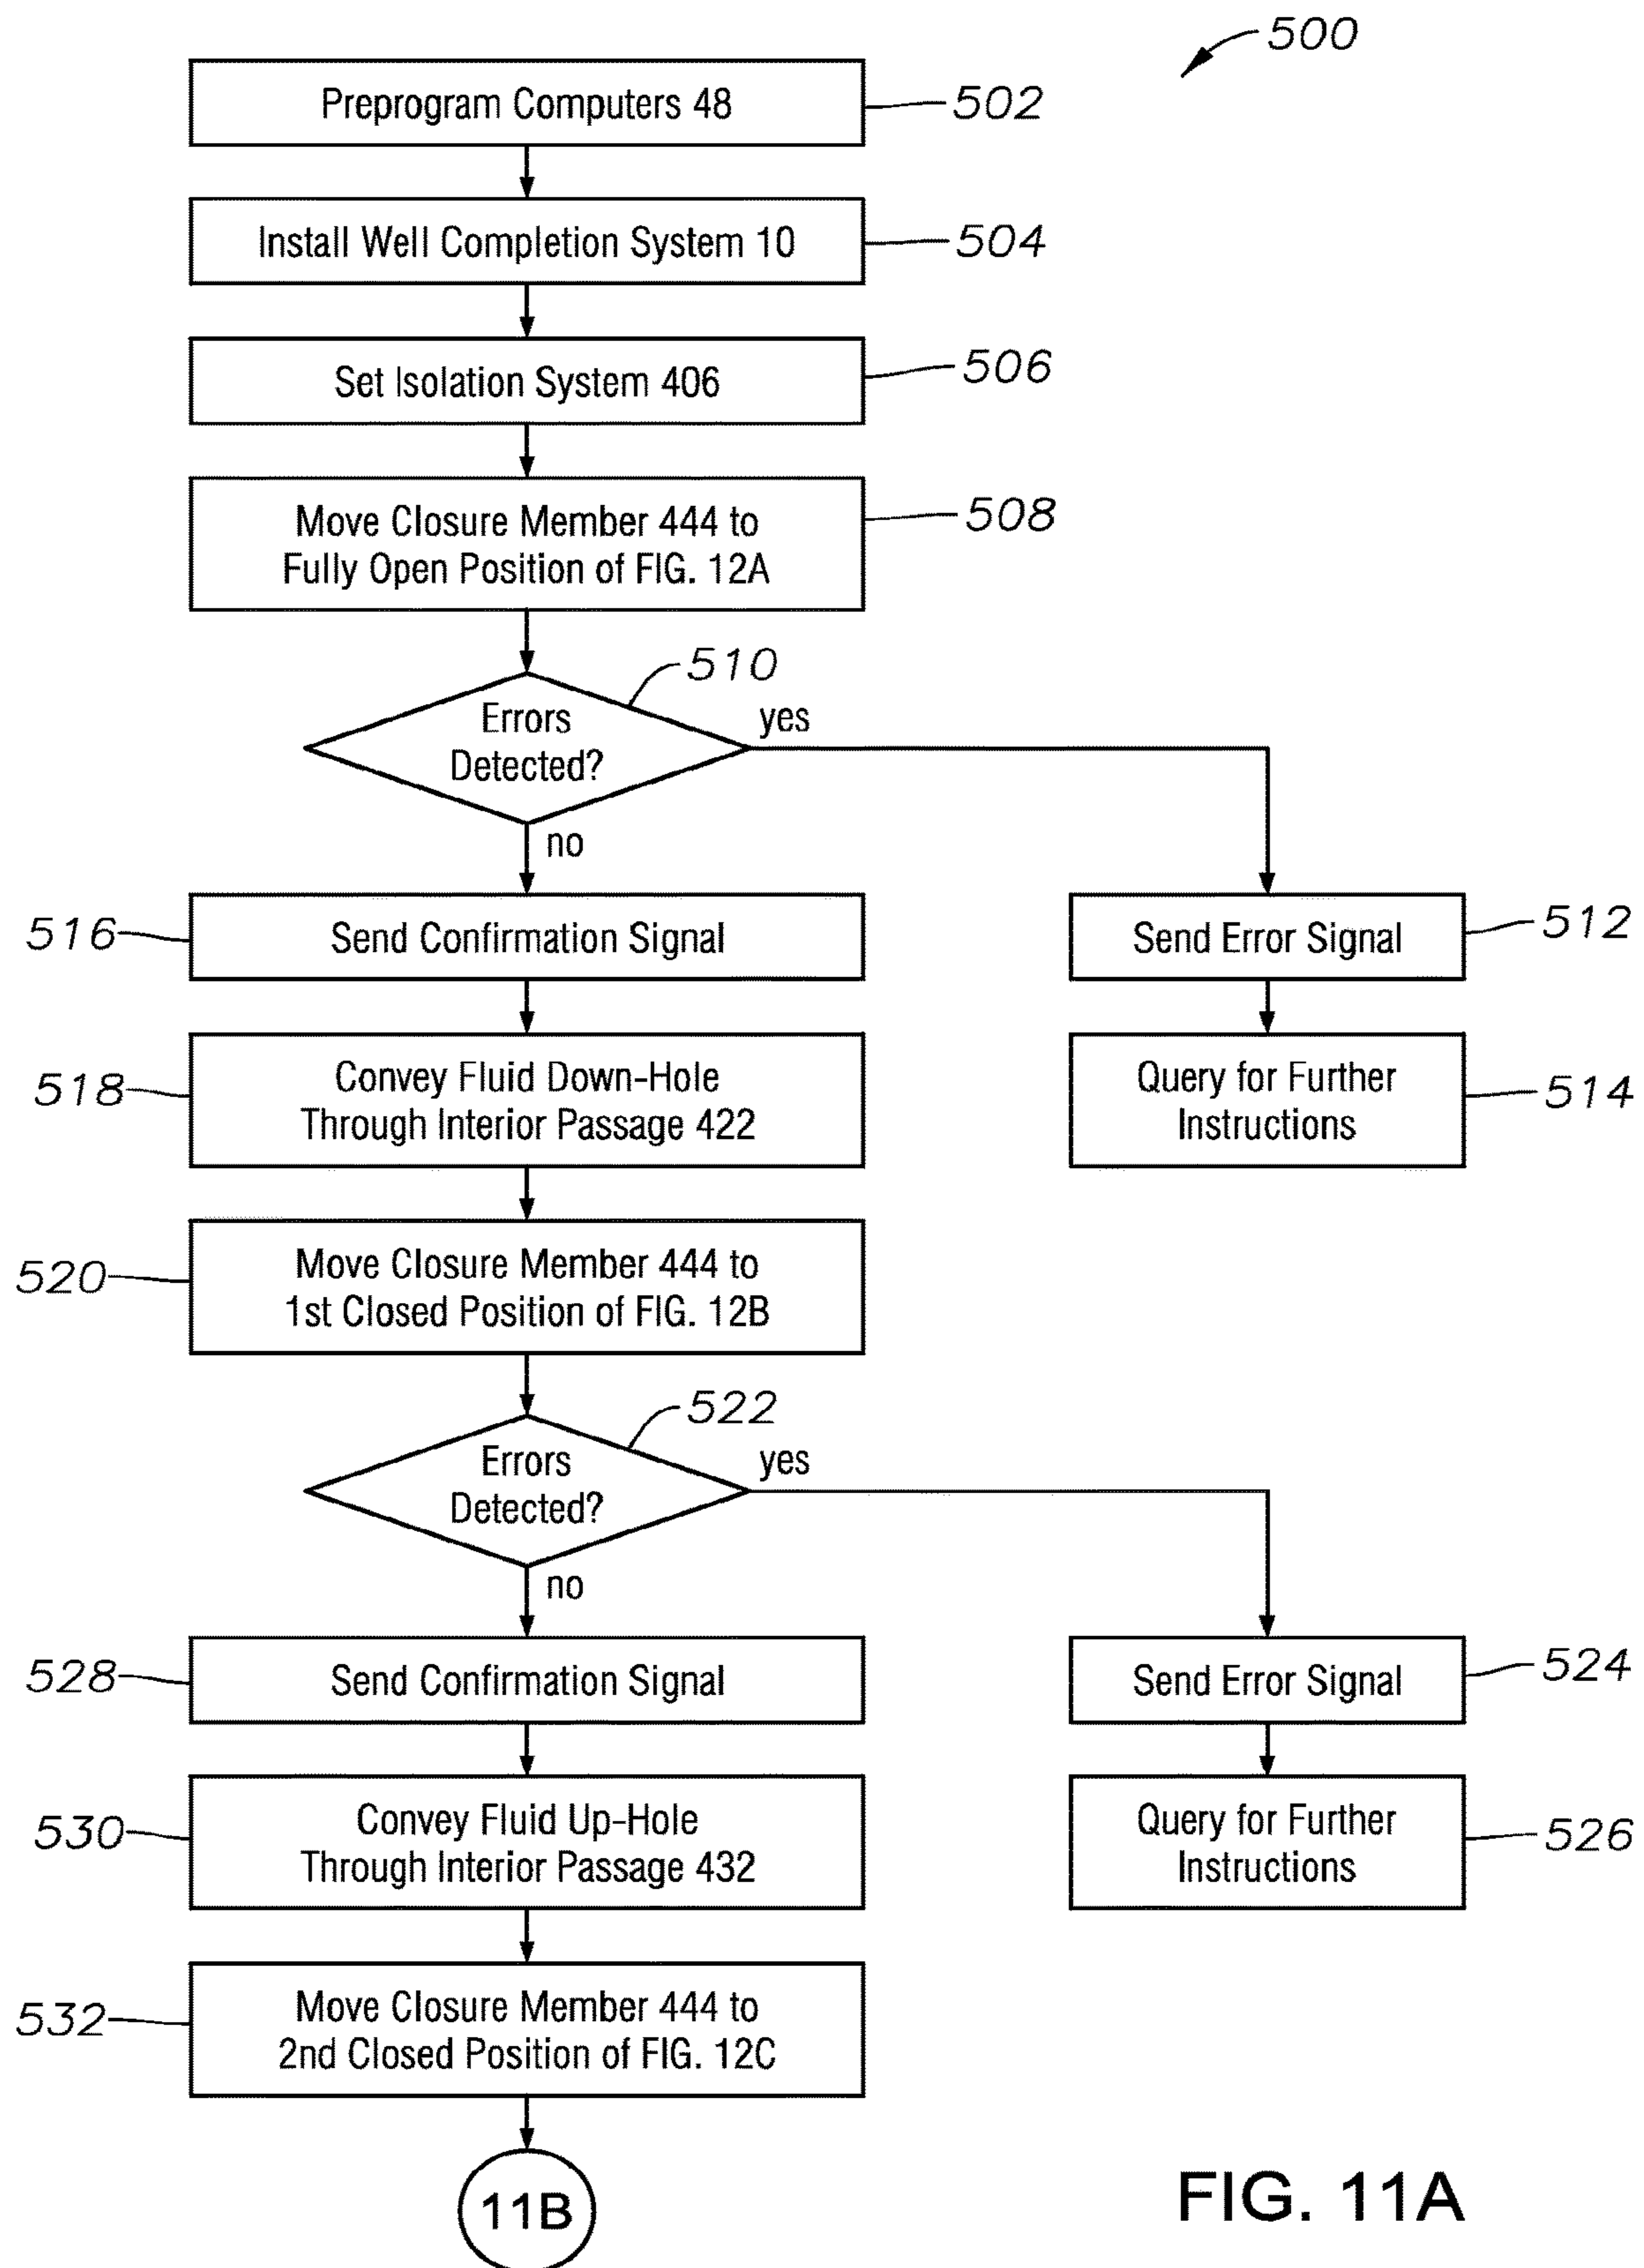 500
Preprogram Computers 48
502
Install Well Completion System 10
504
Set Isolation System 406
506
Move Closure Member 444 to
Fully Open Position of FIG. 12A
508
510
Errors
Detected?
yes
no
516
Send Confirmation Signal
Send Error Signal
512
518
Convey Fluid Down-Hole
Through Interior Passage 422
Query for Further
Instructions
514
520
Move Closure Member 444 to
1st Closed Position of FIG. 12B
522
Errors
Detected?
yes
no
528
Send Confirmation Signal
Send Error Signal
524
530
Convey Fluid Up-Hole
Through Interior Passage 432
Query for Further
Instructions
526
532
Move Closure Member 444 to
2nd Closed Position of FIG. 12C
11B
FIG. 11A